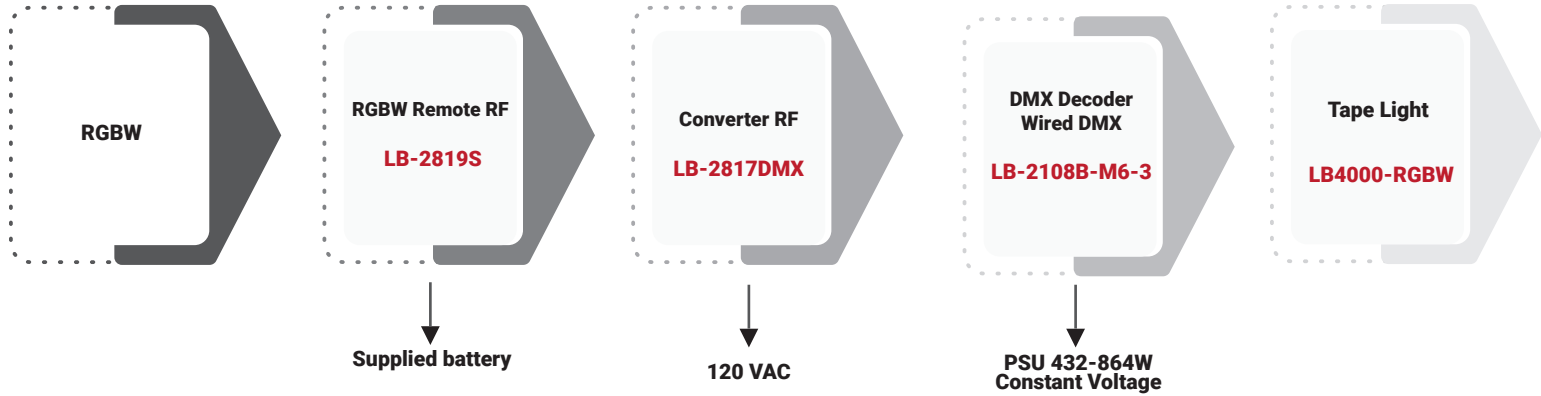 RGBW
RGBW Remote RF
LB-2819S
Supplied battery
Converter RF
LB-2817DMX
120 VAC
DMX Decoder
Wired DMX
LB-2108B-M6-3
PSU 432-864W
Constant Voltage
Tape Light
LB4000-RGBW